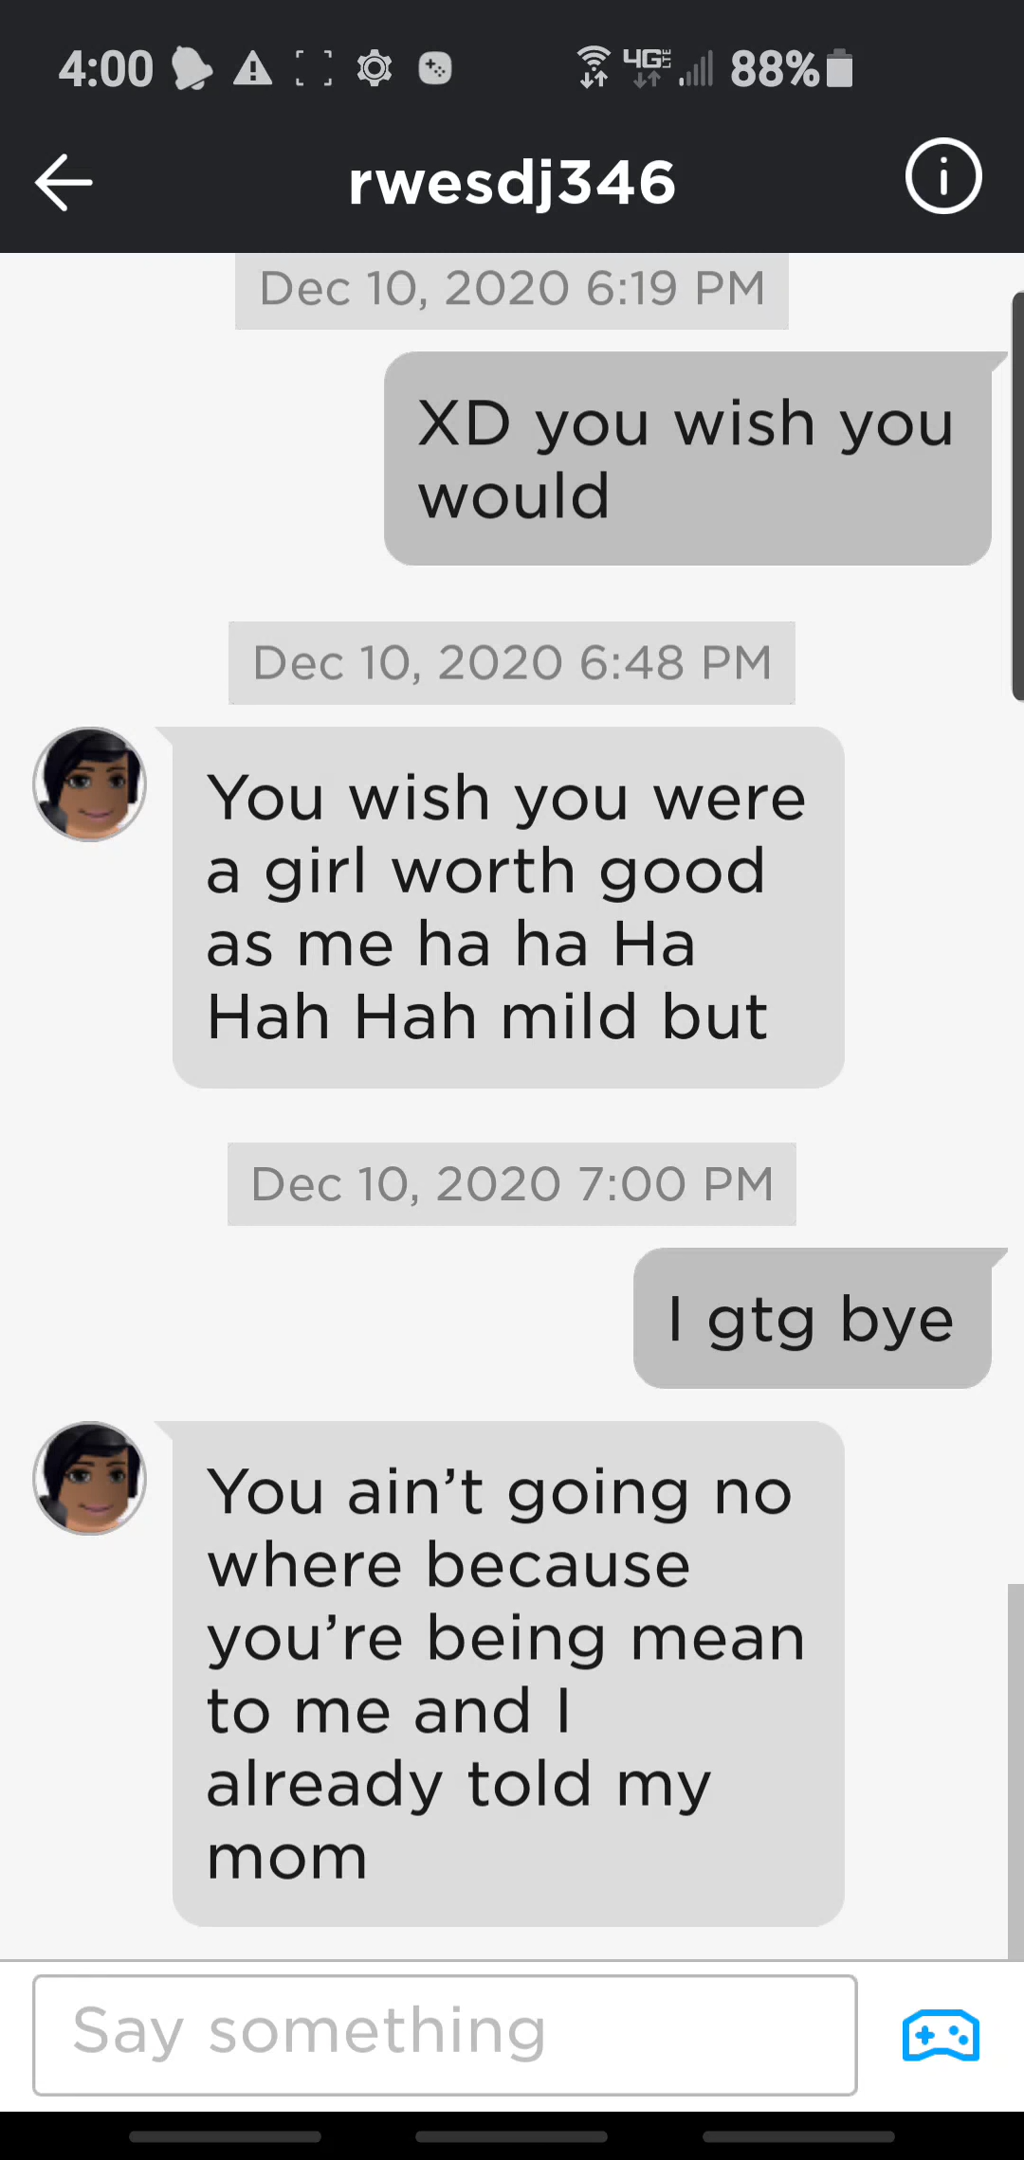 4:00 4G LTE 88%
rwesdj346
Dec 10, 2020 6:19 PM
XD you wish you
would
Dec 10, 2020 6:48 PM
You wish you were
a girl worth good
as me ha ha Ha
Hah Hah mild but
Dec 10, 2020 7:00 PM
I gtg bye
You ain’t going no
where because
you’re being mean
to me and I
already told my
mom
Say something